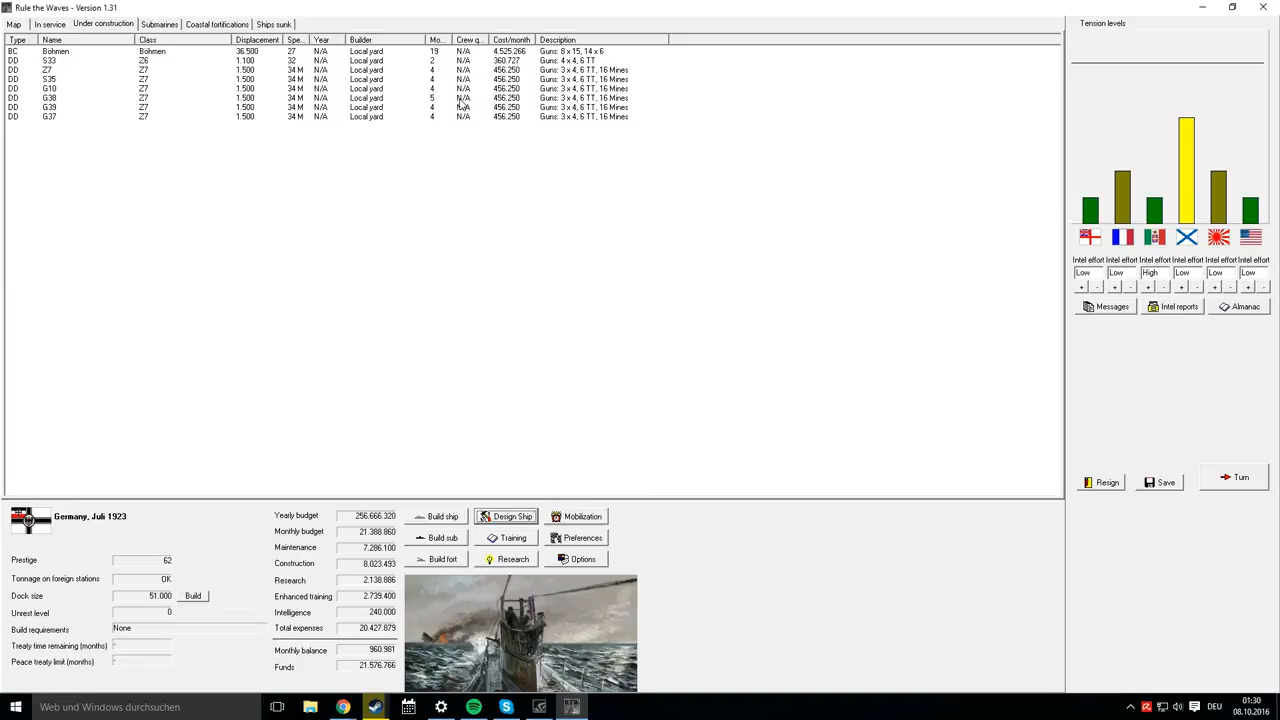 Rule the Waves - Version 1.31
Map In service Under construction Submarines Coastal fortifications Ships sunk
Type Name Class Displacement Spe... Year Builder Mo... Crew q... Cost/month Description
BC Böhmen Böhmen 36.500 27 N/A Local yard 19 N/A 4.525.266 Guns: 8 x 15, 14 x 6
DD S33 Z6 1.100 32 N/A Local yard 2 N/A 360.727 Guns: 4 x 4, 6 TT
DD Z7 Z7 1.500 34 M N/A Local yard 4 N/A 456.250 Guns: 3 x 4, 6 TT, 16 Mines
DD S35 Z7 1.500 34 M N/A Local yard 4 N/A 456.250 Guns: 3 x 4, 6 TT, 16 Mines
DD G10 Z7 1.500 34 M N/A Local yard 4 N/A 456.250 Guns: 3 x 4, 6 TT, 16 Mines
DD G38 Z7 1.500 34 M N/A Local yard 5 N/A 456.250 Guns: 3 x 4, 6 TT, 16 Mines
DD G39 Z7 1.500 34 M N/A Local yard 4 N/A 456.250 Guns: 3 x 4, 6 TT, 16 Mines
DD G37 Z7 1.500 34 M N/A Local yard 4 N/A 456.250 Guns: 3 x 4, 6 TT, 16 Mines
Tension levels
Intel effort Intel effort Intel effort Intel effort Intel effort Intel effort
Low Low High Low Low Low
+ - + - + - + - + - + -
Messages Intel reports Almanac
Resign Save Turn
Germany, Juli 1923
Prestige 62
Tonnage on foreign stations OK
Dock size 51.000 Build
Unrest level 0
Build requirements None
Treaty time remaining (months) -
Peace treaty limit (months) -
Yearly budget 256.666.320
Monthly budget 21.388.860
Maintenance 7.286.100
Construction 8.023.493
Research 2.138.886
Enhanced training 2.739.400
Intelligence 240.000
Total expenses 20.427.879
Monthly balance 960.981
Funds 21.576.766
Build ship Design Ship Mobilization
Build sub Training Preferences
Build fort Research Options
Web und Windows durchsuchen
RTW
DEU
01:30
08.10.2016